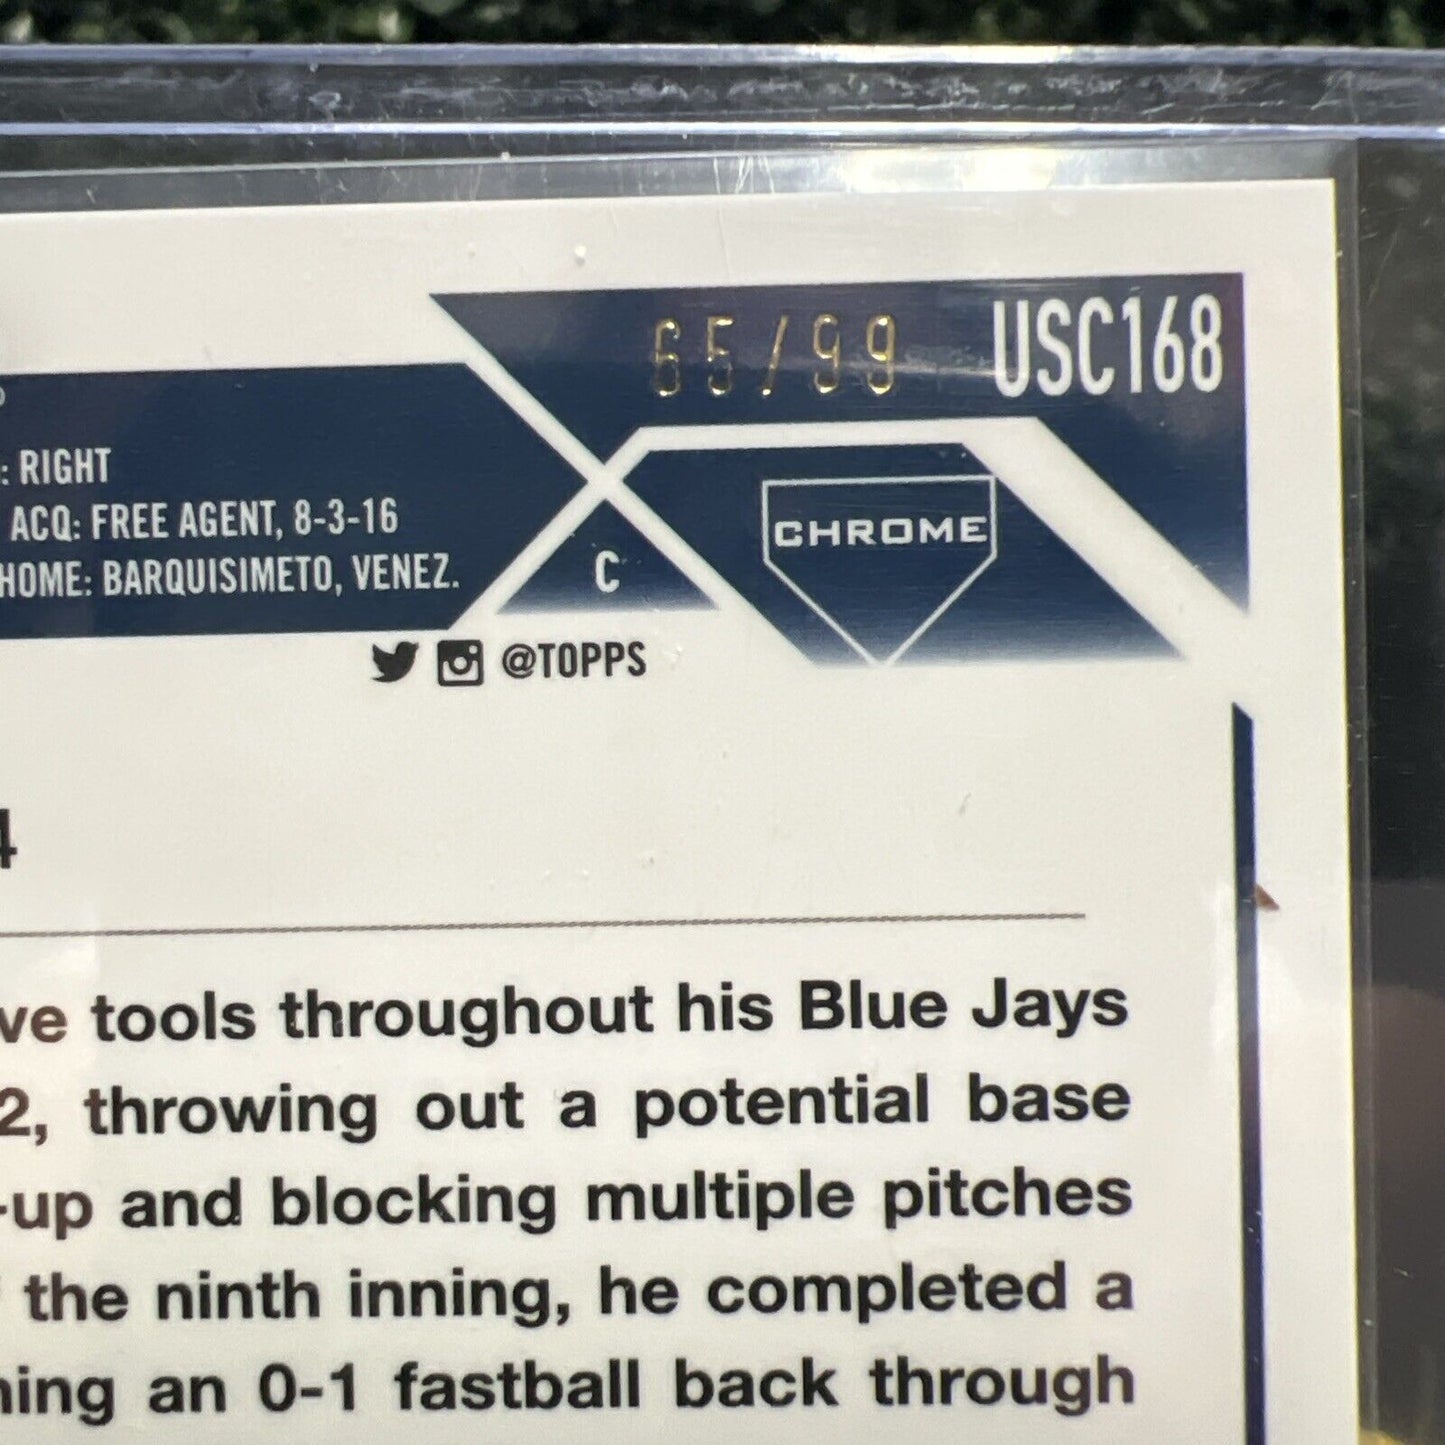 65/99 USC168
: RIGHT
ACQ: FREE AGENT, 8-3-16
HOME: BARQUISIMETO, VENEZ.
C
CHROME
@TOPPS
4
ve tools throughout his Blue Jays
2, throwing out a potential base
-up and blocking multiple pitches
the ninth inning, he completed a
ning an 0-1 fastball back through